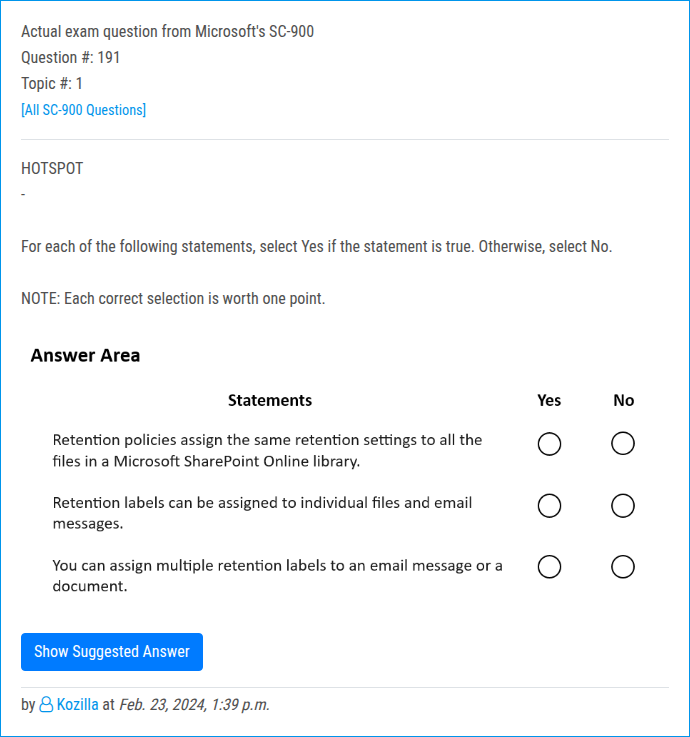 Actual exam question from Microsoft's SC-900
Question #: 191
Topic #: 1
[All SC-900 Questions]
HOTSPOT
-
For each of the following statements, select Yes if the statement is true. Otherwise, select No.
NOTE: Each correct selection is worth one point.
Answer Area
Statements Yes No
Retention policies assign the same retention settings to all the
files in a Microsoft SharePoint Online library.
Retention labels can be assigned to individual files and email
messages.
You can assign multiple retention labels to an email message or a
document.
Show Suggested Answer
by Kozilla at Feb. 23, 2024, 1:39 p.m.